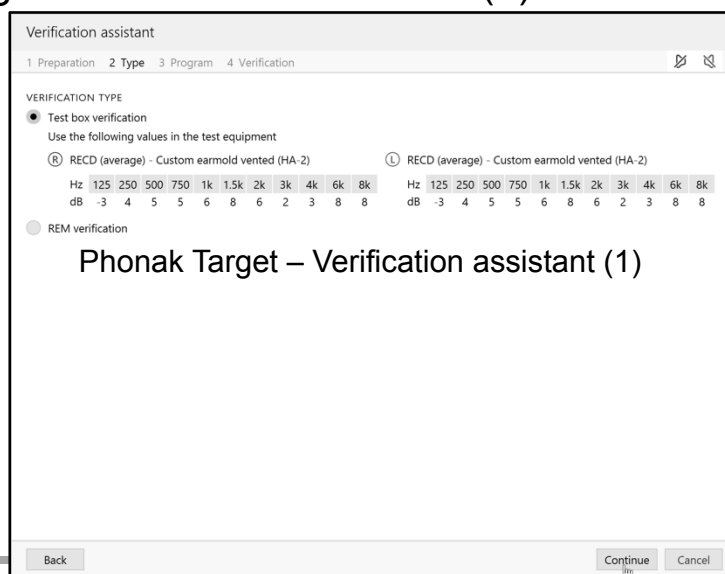 Verification assistant
1 Preparation 2 Type 3 Program 4 Verification
VERIFICATION TYPE
Test box verification
Use the following values in the test equipment
R RECD (average) - Custom earmold vented (HA-2)
Hz 125 250 500 750 1k 1.5k 2k 3k 4k 6k 8k
dB -3 4 5 5 6 8 6 2 3 8 8
L RECD (average) - Custom earmold vented (HA-2)
Hz 125 250 500 750 1k 1.5k 2k 3k 4k 6k 8k
dB -3 4 5 5 6 8 6 2 3 8 8
REM verification
Phonak Target – Verification assistant (1)
Back Continue Cancel